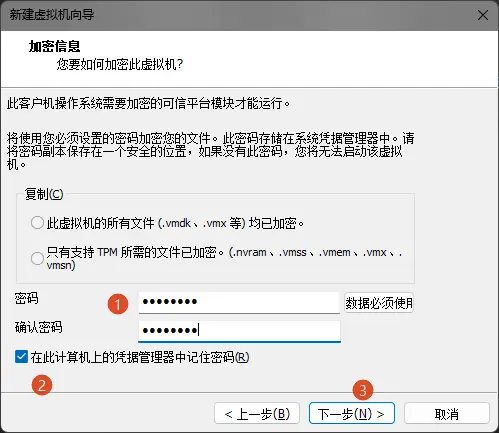 新建虚拟机向导
加密信息
您要如何加密此虚拟机?
此客户机操作系统需要加密的可信平台模块才能运行。
将使用您必须设置的密码加密您的文件。此密码存储在系统凭据管理器中。请
将密码副本保存在一个安全的位置，如果没有此密码，您将无法启动该虚拟
机。
复制(C)
此虚拟机的所有文件 (.vmdk、.vmx 等) 均已加密。
只有支持 TPM 所需的文件已加密。(.nvram、.vmss、.vmem、.vmx、.
vmsn)
密码
1
●●●●●●●●
数据必须使用
确认密码
●●●●●●●●
在此计算机上的凭据管理器中记住密码(R)
2
3
< 上一步(B)
下一步(N) >
取消